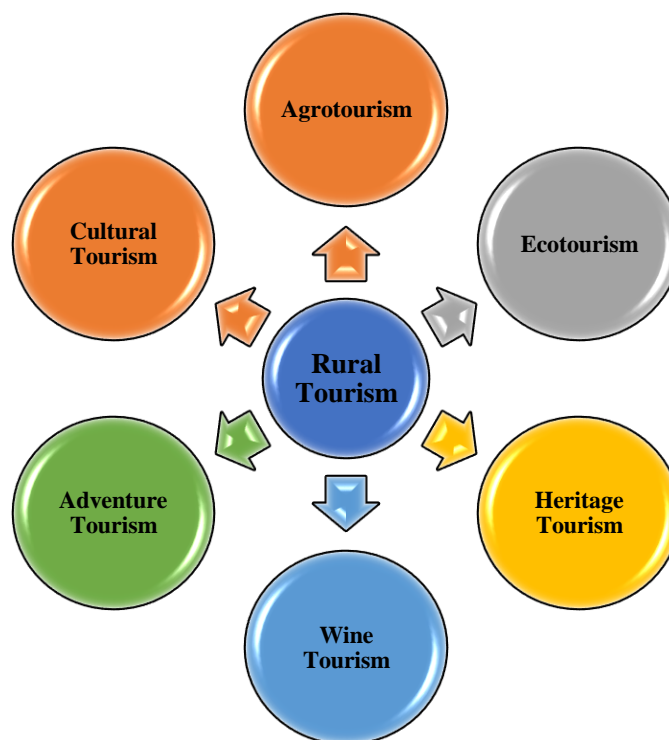 Agrotourism
Cultural
Tourism
Ecotourism
Rural
Tourism
Adventure
Tourism
Heritage
Tourism
Wine
Tourism